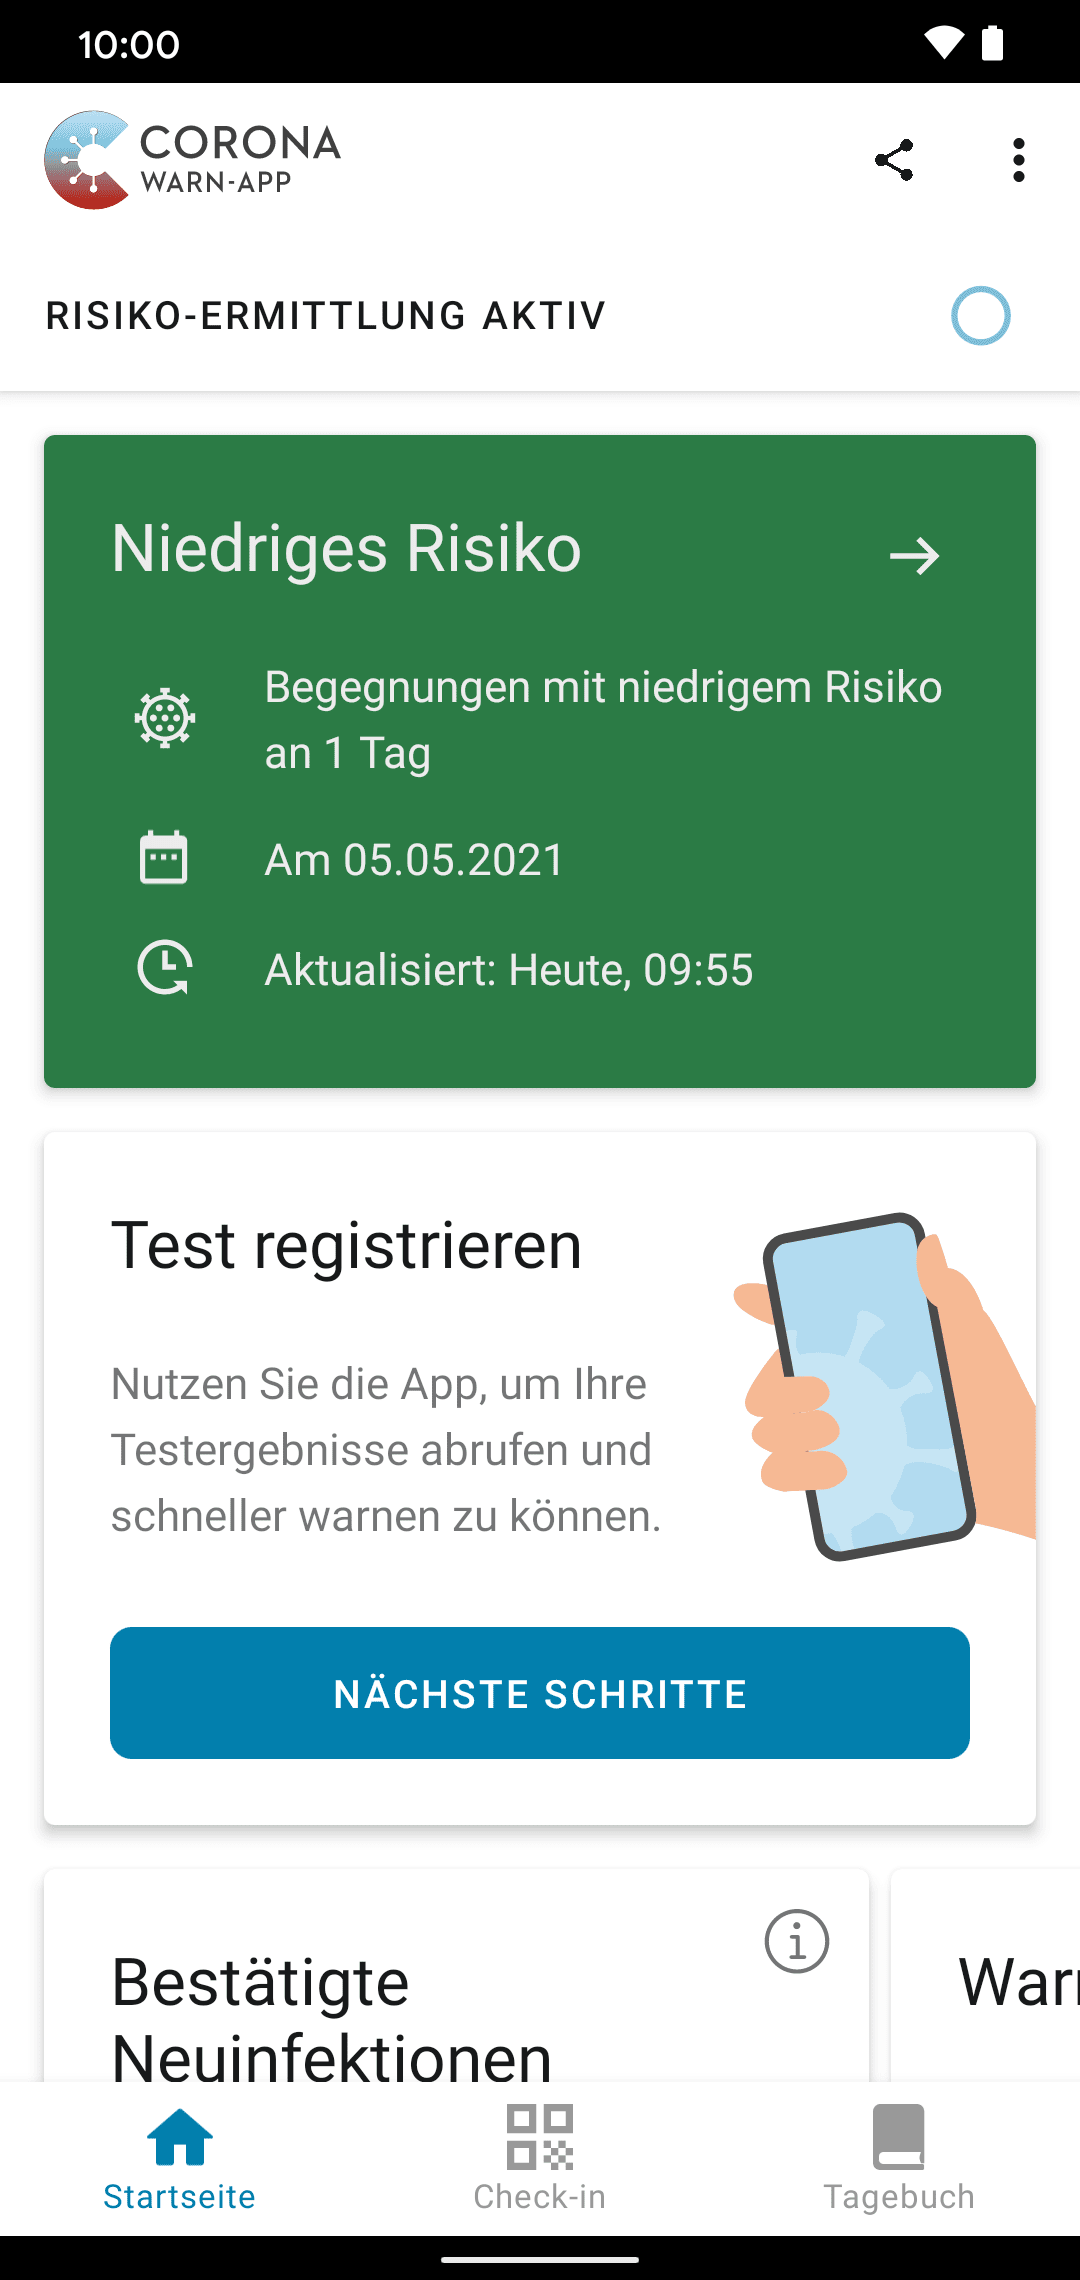 10:00
CORONA
WARN-APP
RISIKO-ERMITTLUNG AKTIV
Niedriges Risiko
Begegnungen mit niedrigem Risiko
an 1 Tag
Am 05.05.2021
Aktualisiert: Heute, 09:55
Test registrieren
Nutzen Sie die App, um Ihre
Testergebnisse abrufen und
schneller warnen zu können.
NÄCHSTE SCHRITTE
Bestätigte
Neuinfektionen
Startseite
Check-in
Tagebuch